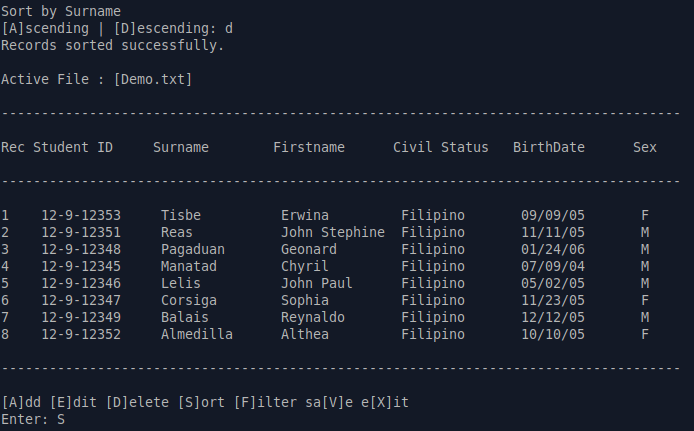 Sort by Surname
[A]scending | [D]escending: d
Records sorted successfully.
Active File : [Demo.txt]
-------------------------------------------------------------------------------------
Rec Student ID     Surname        Firstname      Civil Status   BirthDate      Sex
-------------------------------------------------------------------------------------
1    12-9-12353     Tisbe          Erwina         Filipino       09/09/05       F
2    12-9-12351     Reas           John Stephine  Filipino       11/11/05       M
3    12-9-12348     Pagaduan       Geonard        Filipino       01/24/06       M
4    12-9-12345     Manatad        Chyril         Filipino       07/09/04       M
5    12-9-12346     Lelis          John Paul      Filipino       05/02/05       M
6    12-9-12347     Corsiga        Sophia         Filipino       11/23/05       F
7    12-9-12349     Balais         Reynaldo       Filipino       12/12/05       M
8    12-9-12352     Almedilla      Althea         Filipino       10/10/05       F
-------------------------------------------------------------------------------------
[A]dd [E]dit [D]elete [S]ort [F]ilter sa[V]e e[X]it
Enter: S